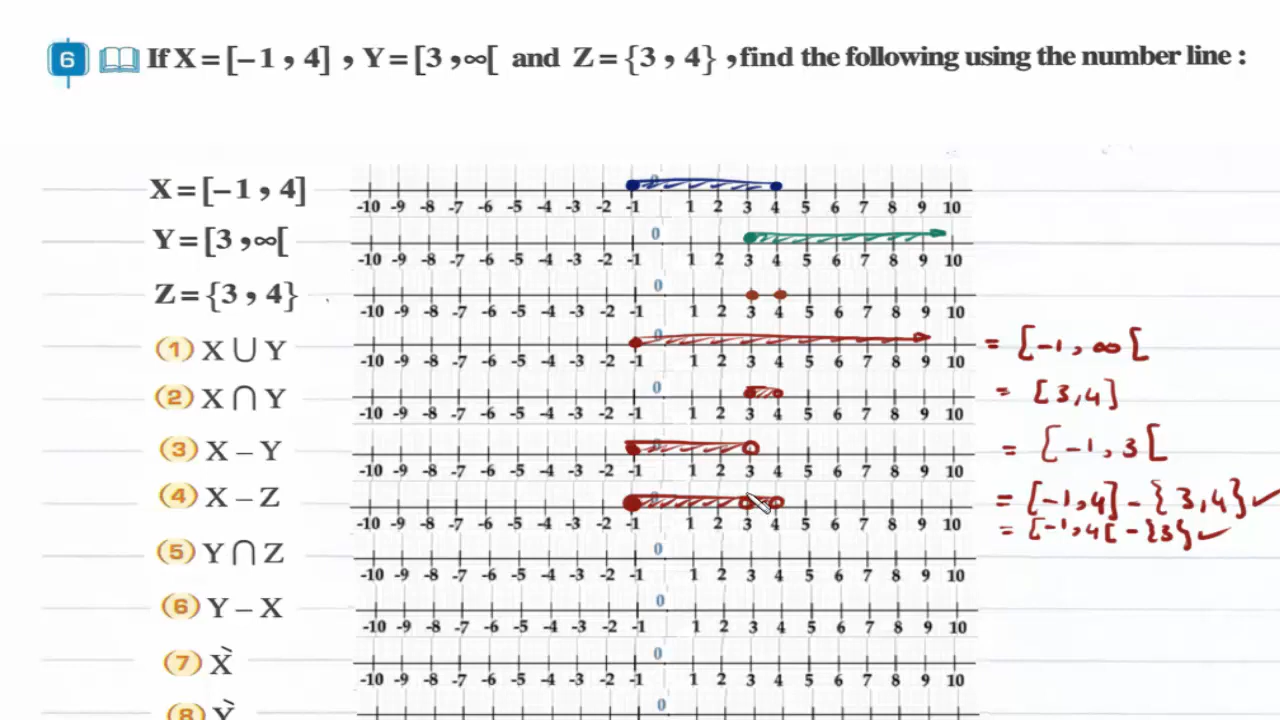 6 If X = [−1 , 4] , Y = [3 , ∞[ and Z = {3 , 4} , find the following using the number line :
X = [−1 , 4]
0
-10 -9 -8 -7 -6 -5 -4 -3 -2 -1 1 2 3 4 5 6 7 8 9 10
Y = [3 , ∞[
0
-10 -9 -8 -7 -6 -5 -4 -3 -2 -1 1 2 3 4 5 6 7 8 9 10
Z = {3 , 4}
0
-10 -9 -8 -7 -6 -5 -4 -3 -2 -1 1 2 3 4 5 6 7 8 9 10
(1) X ∪ Y
0
= [-1, ∞[
-10 -9 -8 -7 -6 -5 -4 -3 -2 -1 1 2 3 4 5 6 7 8 9 10
(2) X ∩ Y
0
= [3,4]
-10 -9 -8 -7 -6 -5 -4 -3 -2 -1 1 2 3 4 5 6 7 8 9 10
(3) X − Y
0
= [-1, 3[
-10 -9 -8 -7 -6 -5 -4 -3 -2 -1 1 2 3 4 5 6 7 8 9 10
(4) X − Z
0
= [-1,4] - {3,4} ✓
= [-1,4[ - {3} ✓
-10 -9 -8 -7 -6 -5 -4 -3 -2 -1 1 2 3 4 5 6 7 8 9 10
(5) Y ∩ Z
0
-10 -9 -8 -7 -6 -5 -4 -3 -2 -1 1 2 3 4 5 6 7 8 9 10
(6) Y − X
0
-10 -9 -8 -7 -6 -5 -4 -3 -2 -1 1 2 3 4 5 6 7 8 9 10
(7) X̀
0
-10 -9 -8 -7 -6 -5 -4 -3 -2 -1 1 2 3 4 5 6 7 8 9 10
(8) Ỳ
0